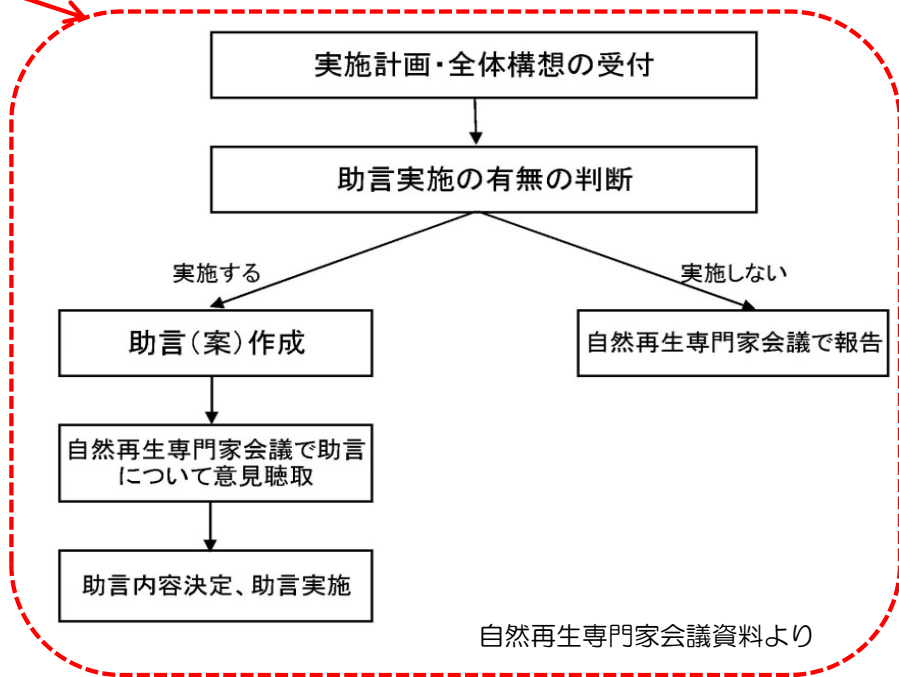 実施計画・全体構想の受付
助言実施の有無の判断
実施する
実施しない
助言(案)作成
自然再生専門家会議で報告
自然再生専門家会議で助言
について意見聴取
助言内容決定、助言実施
自然再生専門家会議資料より